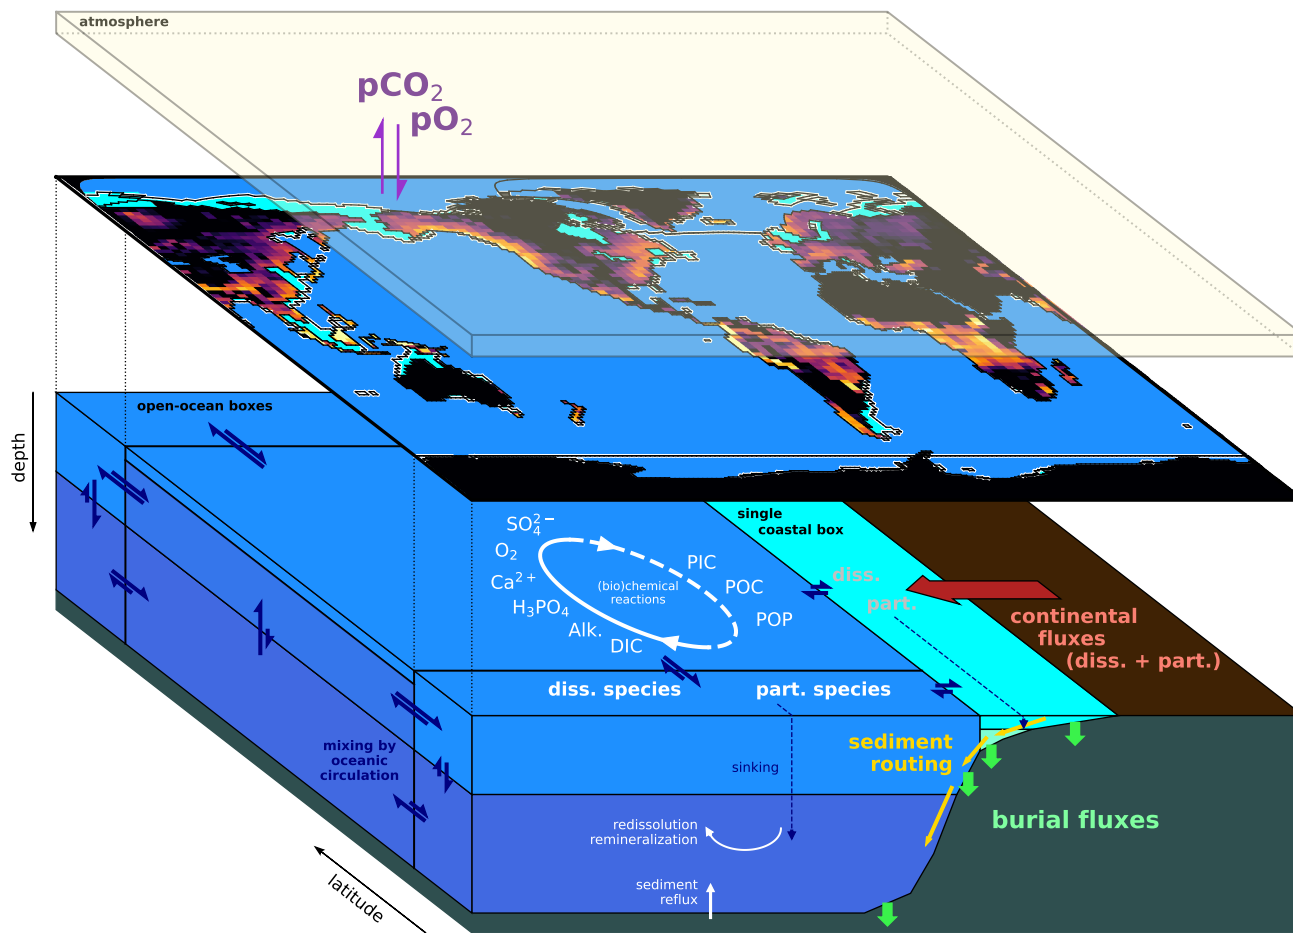 atmosphere
pCO₂
pO₂
open-ocean boxes
depth
single
coastal box
SO₄²⁻
O₂
Ca²⁺
H₃PO₄
Alk.
DIC
(bio)chemical
reactions
PIC
POC
POP
diss.
part.
continental
fluxes
(diss. + part.)
diss. species
part. species
mixing by
oceanic
circulation
sediment
routing
sinking
burial fluxes
redissolution
remineralization
sediment
reflux
latitude